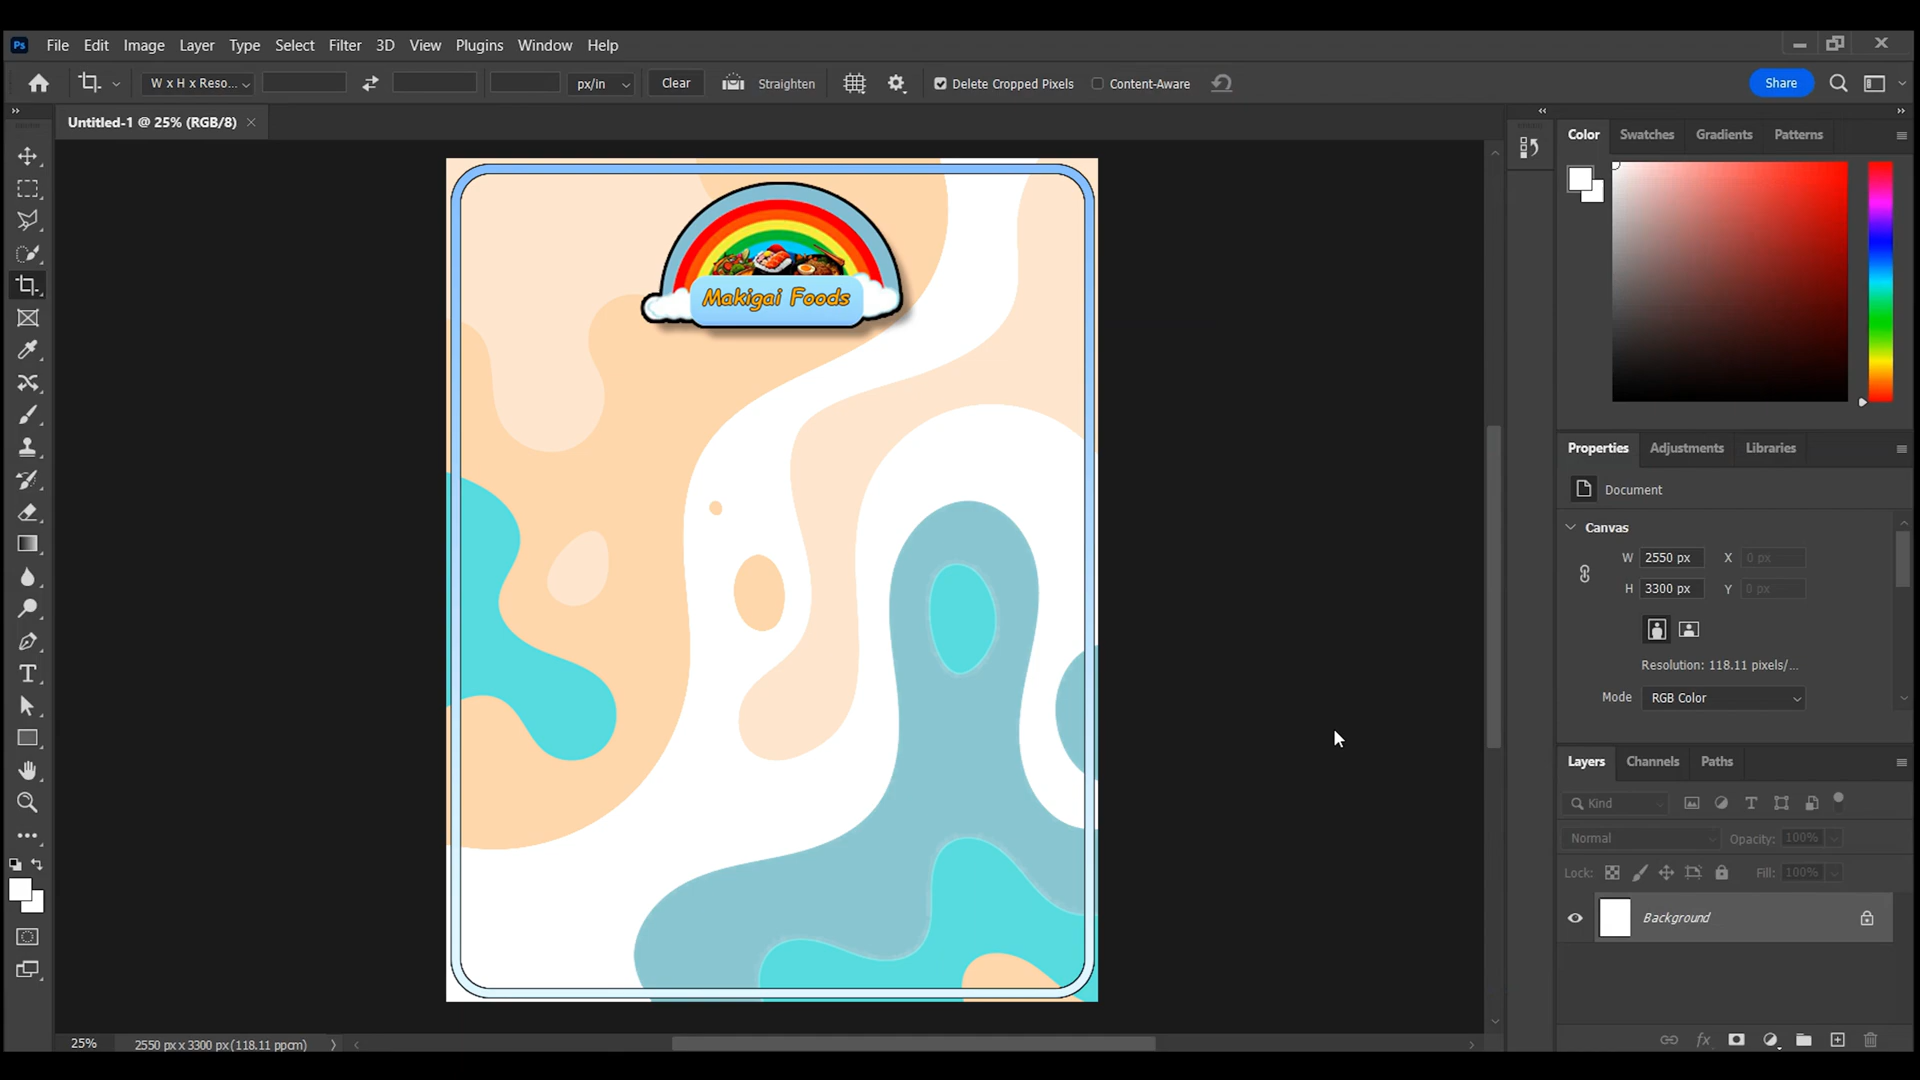 Ps File Edit Image Layer Type Select Filter 3D View Plugins Window Help
W x H x Reso... px/in Clear Straighten Delete Cropped Pixels Content-Aware Share
Untitled-1 @ 25% (RGB/8)
Color Swatches Gradients Patterns
Makigai Foods
Properties Adjustments Libraries
Document
Canvas
W 2550 px X 0 px
H 3300 px Y 0 px
Resolution: 118.11 pixels/...
Mode RGB Color
Layers Channels Paths
Kind
Normal Opacity: 100%
Lock: Fill: 100%
Background
25% 2550 px x 3300 px (118.11 ppcm)